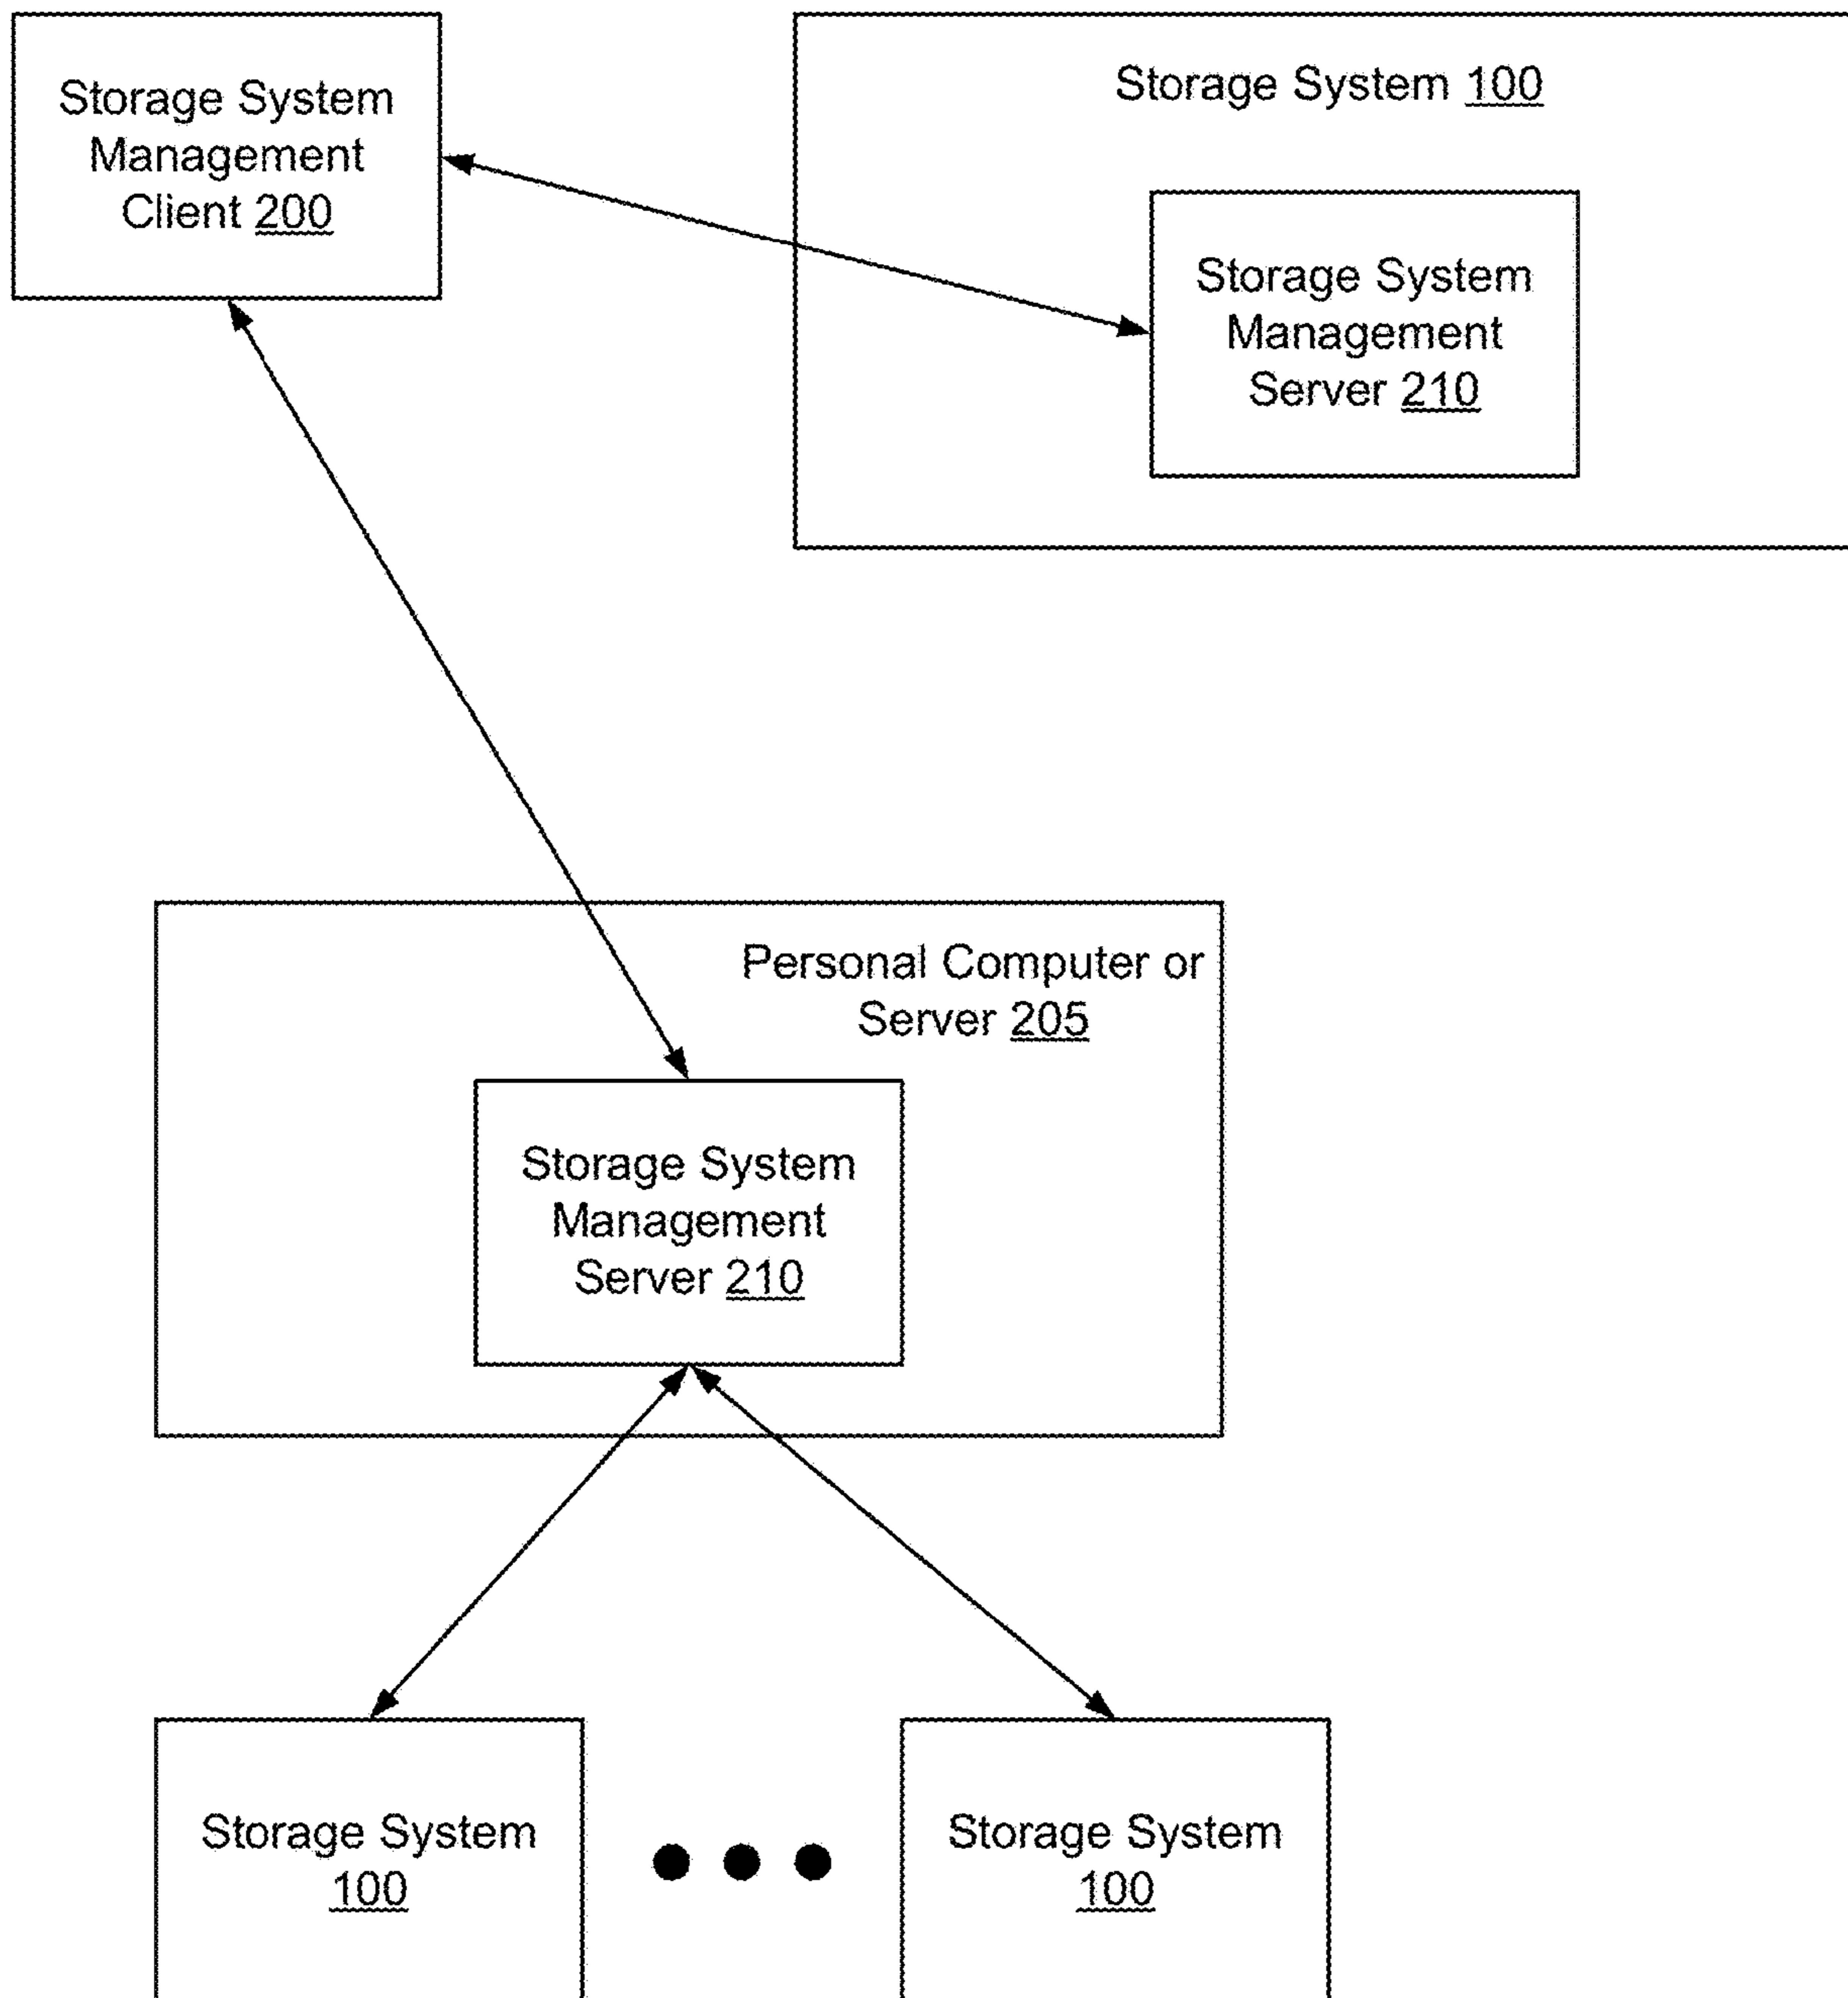 Storage System
Management
Client 200
Storage System 100
Storage System
Management
Server 210
Personal Computer or
Server 205
Storage System
Management
Server 210
Storage System
100
Storage System
100